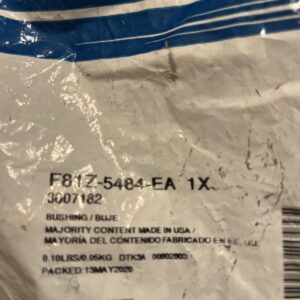 F81Z-5484-EA 1X
3007182
BUSHING / BUJE
MAJORITY CONTENT MADE IN USA /
MAYORÍA DEL CONTENIDO FABRICADO EN EE. UU.
0.10LBS/0.05KG DTK3A
PACKED:13MAY2020